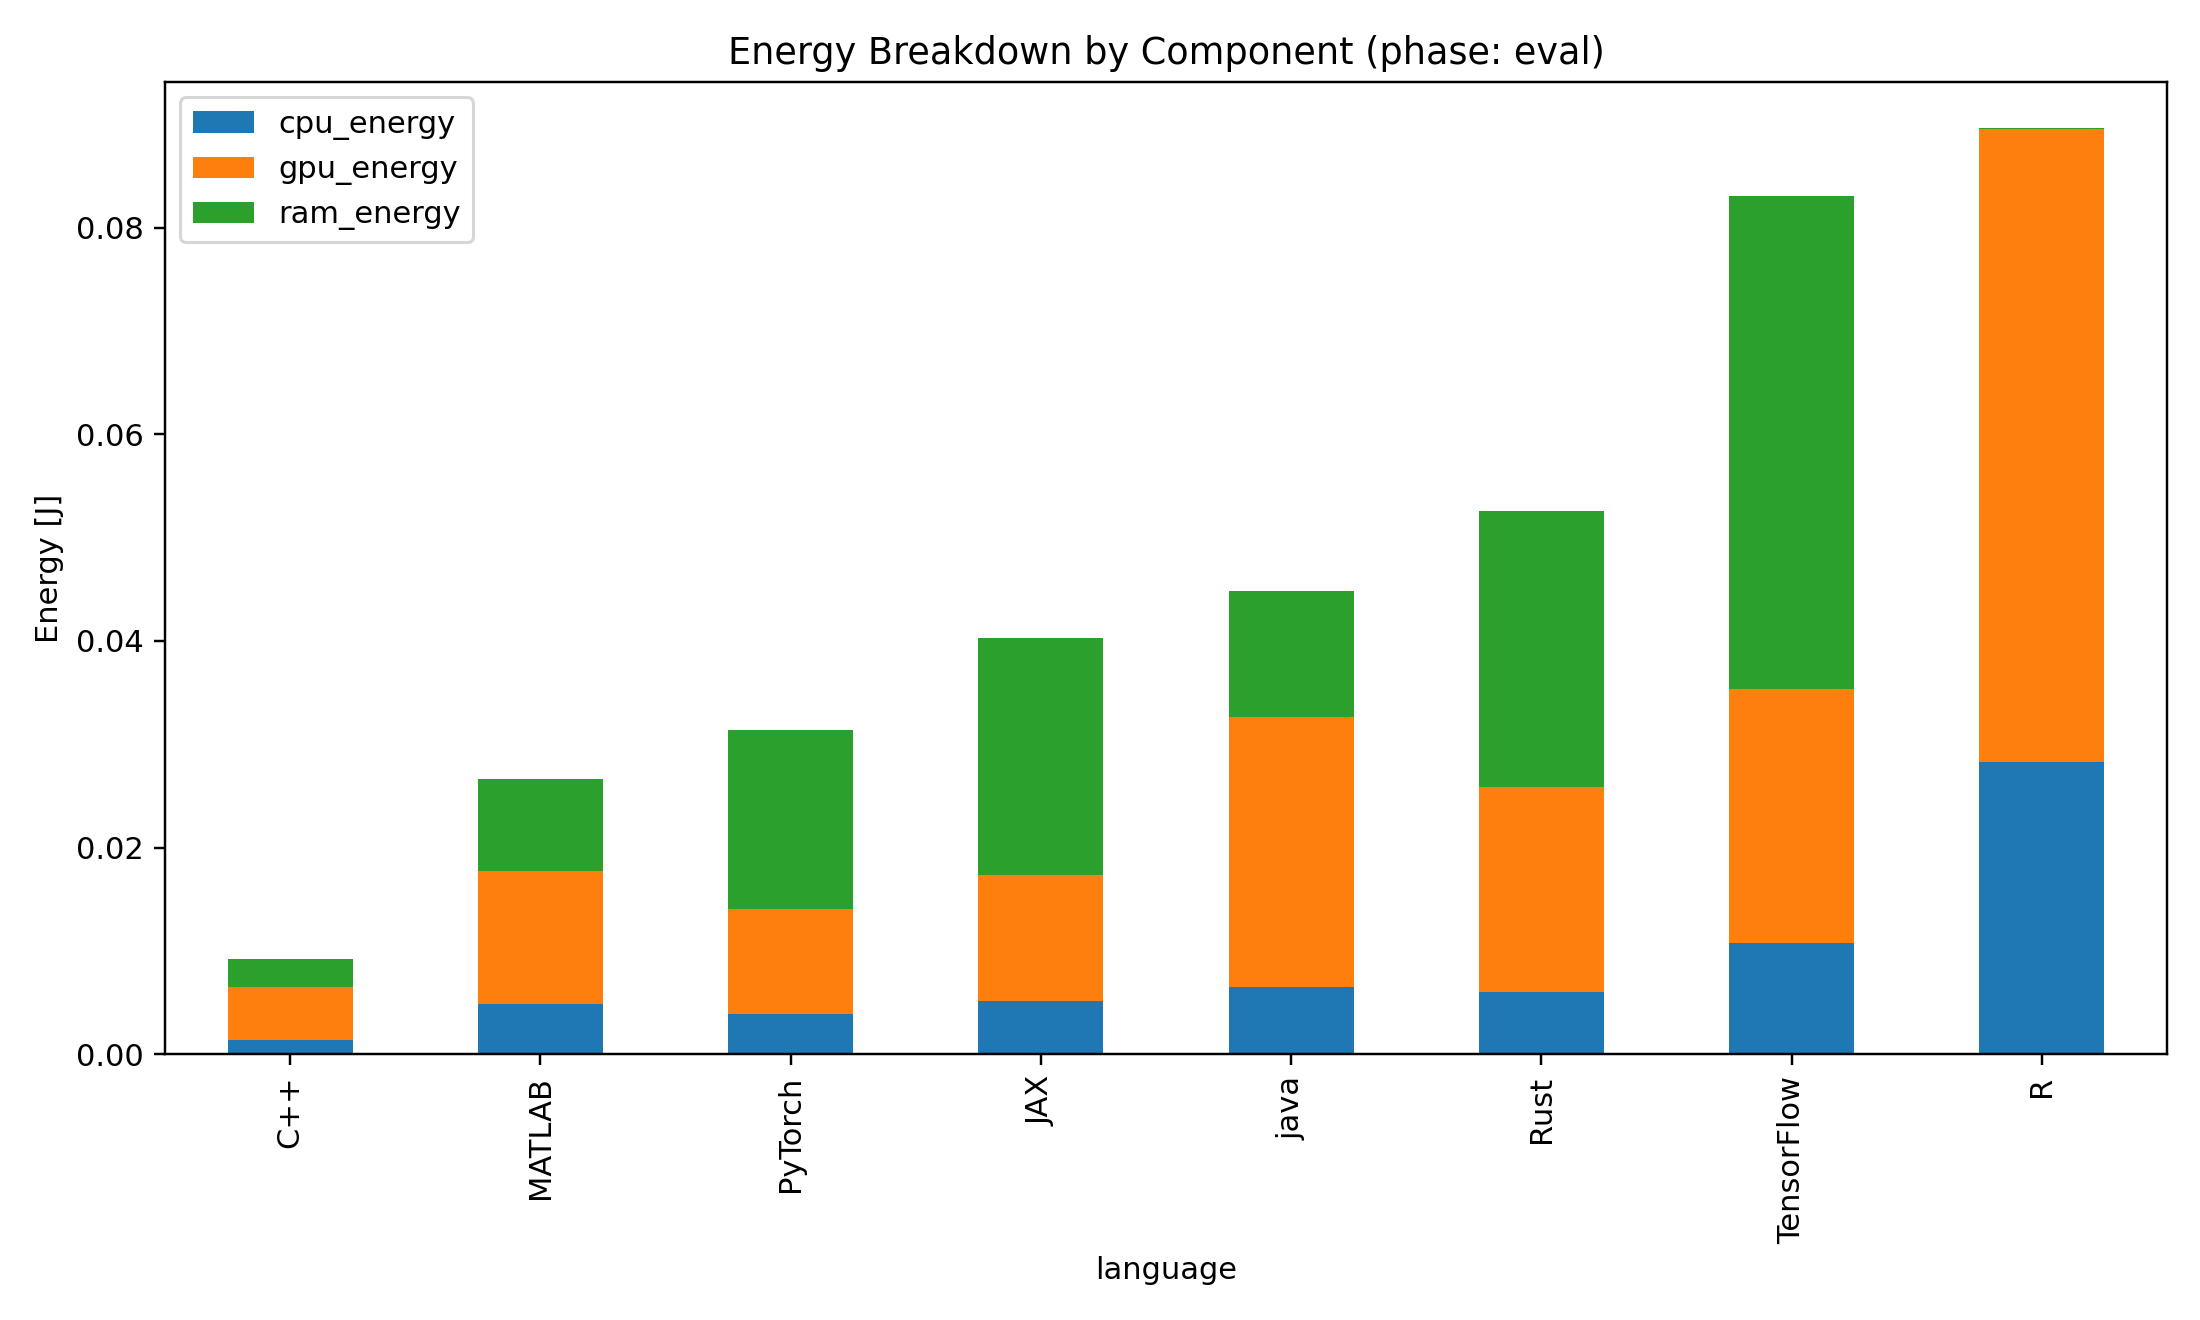 Energy Breakdown by Component (phase: eval)
cpu_energy
gpu_energy
ram_energy
Energy [J]
0.08
0.06
0.04
0.02
0.00
C++
MATLAB
PyTorch
JAX
java
Rust
TensorFlow
R
language